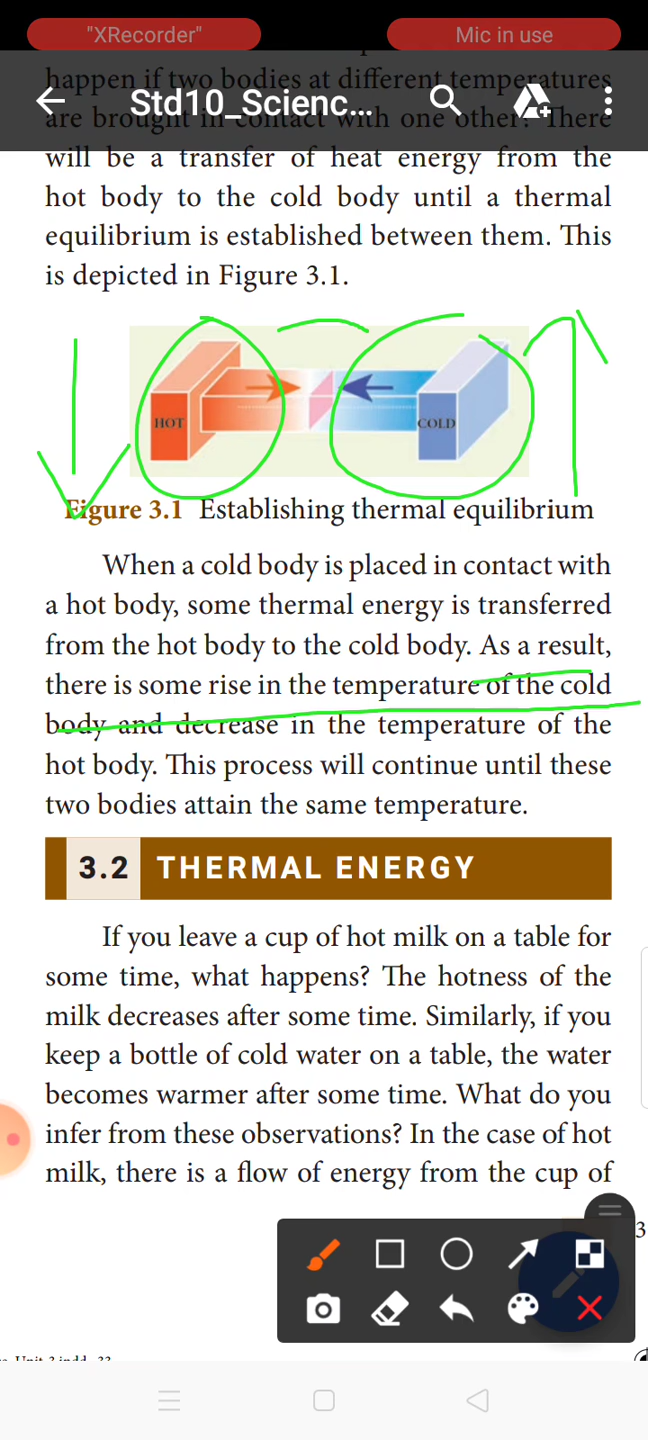 "XRecorder"
Mic in use
happen if two bodies at different temperatures
Std10_Scienc...
are brought in contact with one other? There
will be a transfer of heat energy from the
hot body to the cold body until a thermal
equilibrium is established between them. This
is depicted in Figure 3.1.
HOT
COLD
Figure 3.1 Establishing thermal equilibrium
When a cold body is placed in contact with
a hot body, some thermal energy is transferred
from the hot body to the cold body. As a result,
there is some rise in the temperature of the cold
body and decrease in the temperature of the
hot body. This process will continue until these
two bodies attain the same temperature.
3.2 THERMAL ENERGY
If you leave a cup of hot milk on a table for
some time, what happens? The hotness of the
milk decreases after some time. Similarly, if you
keep a bottle of cold water on a table, the water
becomes warmer after some time. What do you
infer from these observations? In the case of hot
milk, there is a flow of energy from the cup of
3